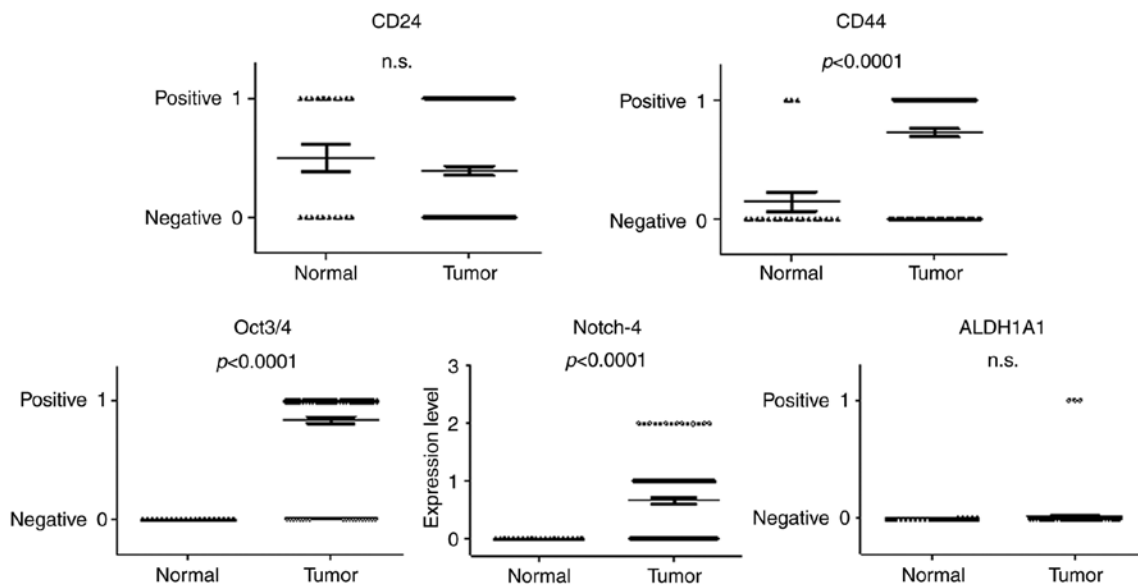 CD24
n.s.
Positive 1
Negative 0
Normal Tumor
CD44
p<0.0001
Positive 1
Negative 0
Normal Tumor
Oct3/4
p<0.0001
Positive 1
Negative 0
Normal Tumor
Notch-4
p<0.0001
Expression level
3
2
1
0
Normal Tumor
ALDH1A1
n.s.
Positive 1
Negative 0
Normal Tumor